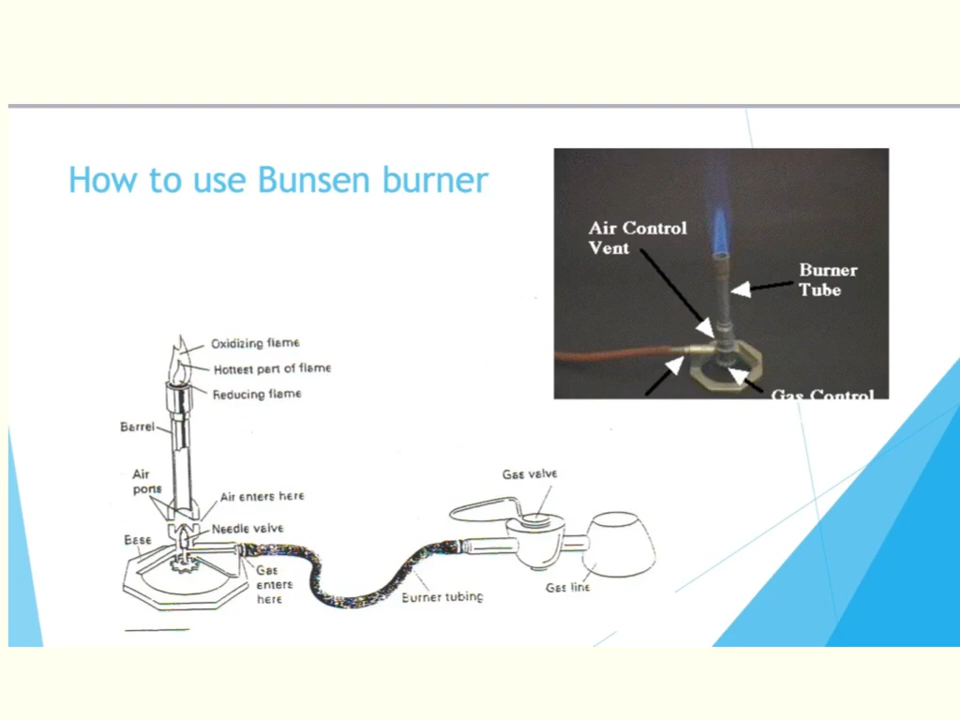 How to use Bunsen burner
Air Control
Vent
Burner
Tube
Gas Control
Oxidizing flame
Hottest part of flame
Reducing flame
Barrel
Air
ports
Air enters here
Needle valve
Base
Gas
enters
here
Burner tubing
Gas valve
Gas line